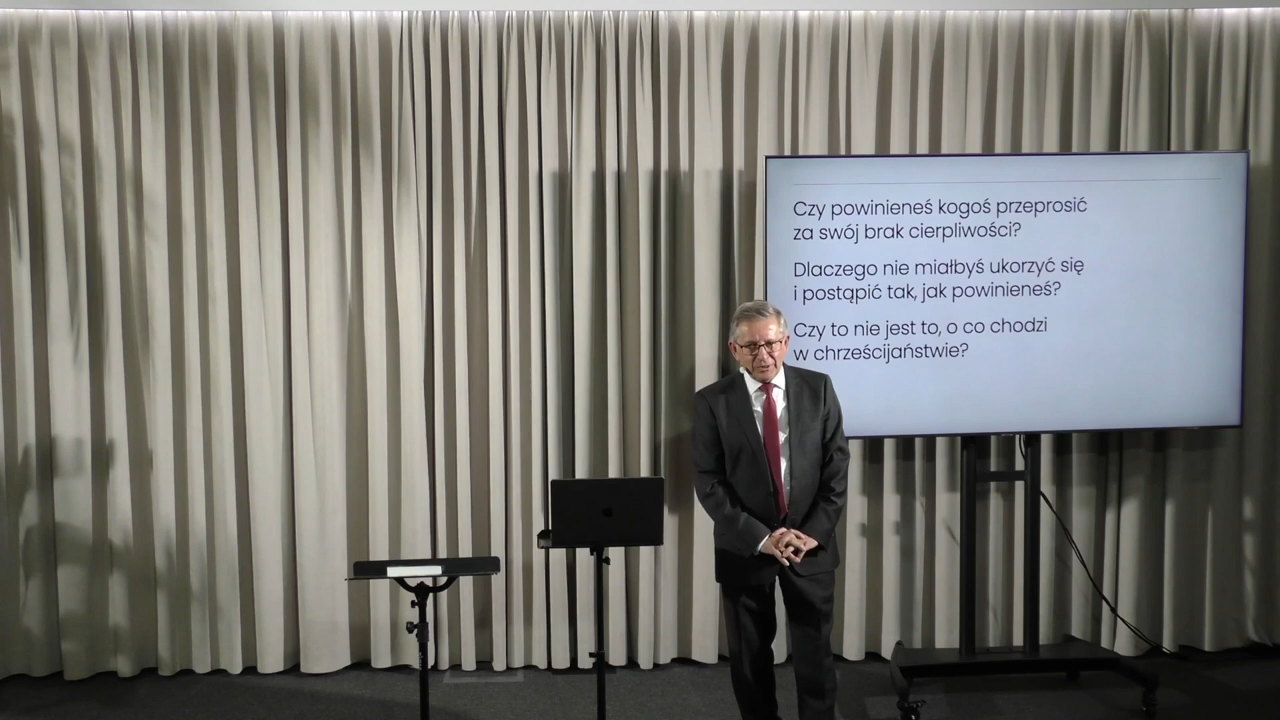 Czy powinieneś kogoś przeprosić
za swój brak cierpliwości?
Dlaczego nie miałbyś ukorzyć się
i postąpić tak, jak powinieneś?
Czy to nie jest to, o co chodzi
w chrześcijaństwie?